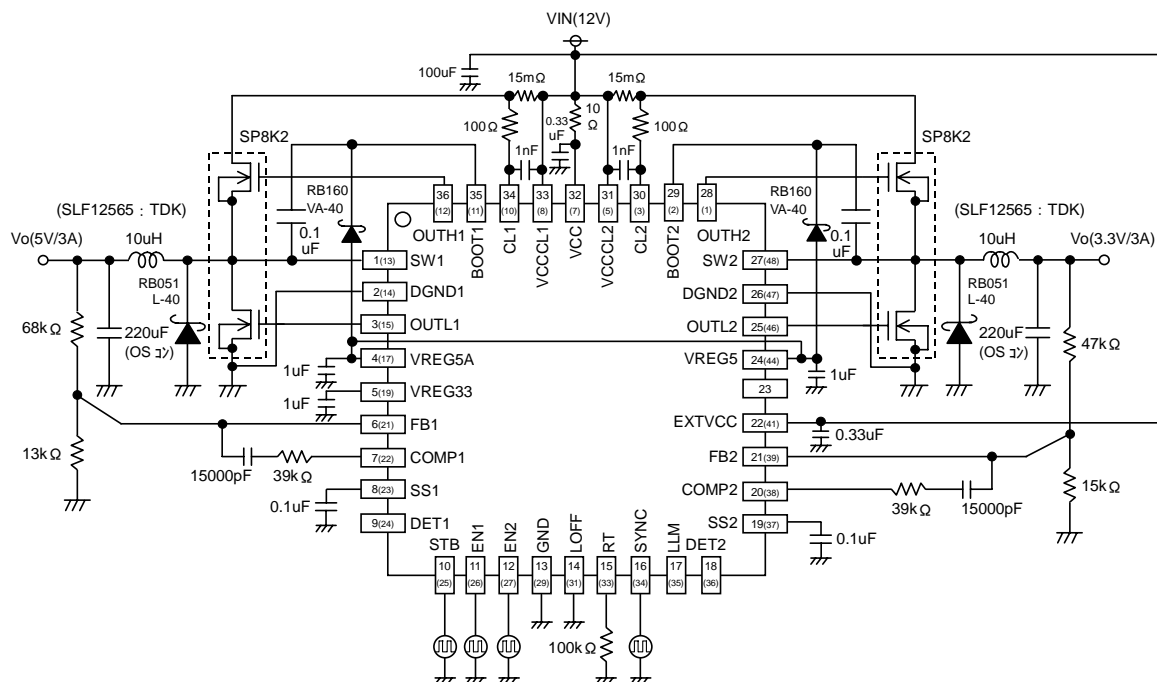 VIN(12V)
100uF
15mΩ
15mΩ
100Ω
0.33
uF
10
Ω
100Ω
1nF
1nF
SP8K2
SP8K2
RB160
VA-40
RB160
VA-40
0.1
uF
0.1
uF
36
(12)
35
(11)
34
(10)
33
(8)
32
(7)
31
(5)
30
(3)
29
(2)
28
(1)
OUTH1
BOOT1
CL1
VCCCL1
VCC
VCCCL2
CL2
BOOT2
OUTH2
(SLF12565 : TDK)
(SLF12565 : TDK)
Vo(5V/3A)
10uH
10uH
Vo(3.3V/3A)
1(13)
SW1
SW2
27(48)
RB051
L-40
RB051
L-40
2(14)
DGND1
DGND2
26(47)
3(15)
OUTL1
OUTL2
25(46)
68kΩ
220uF
(OS コン)
220uF
(OS コン)
47kΩ
4(17)
VREG5A
VREG5
24(44)
1uF
1uF
5(19)
VREG33
23
1uF
6(21)
FB1
EXTVCC
22(41)
0.33uF
13kΩ
7(22)
COMP1
FB2
21(39)
15000pF
39kΩ
8(23)
SS1
COMP2
20(38)
39kΩ
15000pF
15kΩ
0.1uF
9(24)
DET1
SS2
19(37)
0.1uF
STB
EN1
EN2
GND
LOFF
RT
SYNC
LLM
DET2
10
(25)
11
(26)
12
(27)
13
(29)
14
(31)
15
(33)
16
(34)
17
(35)
18
(36)
100kΩ